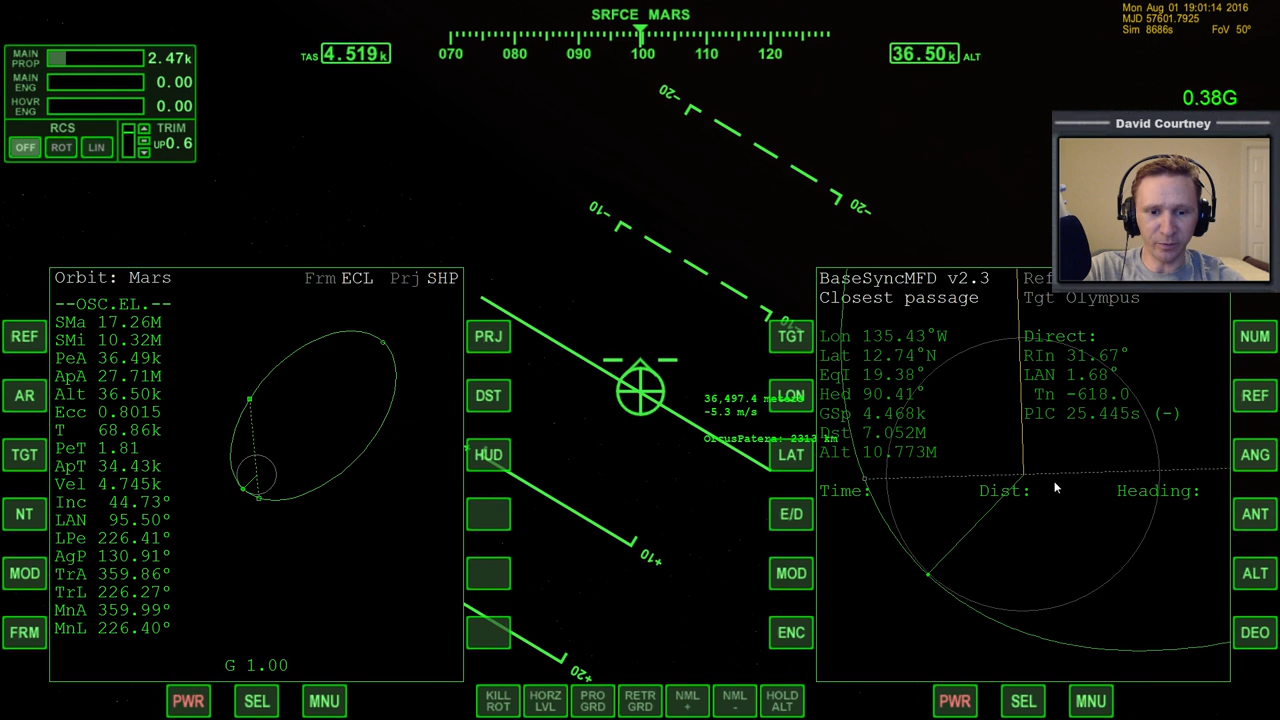 Mon Aug 01 19:01:14 2016
MJD 57601.7925
Sim 8686s FoV 50°
SRFCE MARS
070 080 090 100 110 120
TAS 4.519k
36.50k ALT
MAIN PROP 2.47k
MAIN ENG 0.00
HOVR ENG 0.00
RCS TRIM
UP0.6
OFF ROT LIN
0.38G
David Courtney
-20 -20
-10
+10
+20
Orbit: Mars Frm ECL Prj SHP
--OSC.EL.--
SMa 17.26M
SMi 10.32M
PeA 36.49k
ApA 27.71M
Alt 36.50k
Ecc 0.8015
T 68.86k
PeT 1.81
ApT 34.43k
Vel 4.745k
Inc 44.73°
LAN 95.50°
LPe 226.41°
AgP 130.91°
TrA 359.86°
TrL 226.27°
MnA 359.99°
MnL 226.40°
G 1.00
REF
AR
TGT
NT
MOD
FRM
PRJ
DST
HUD
PWR SEL MNU
-5.3 m/s
OrcusPatera: 2313 km
KILL ROT
HORZ LVL
PRO GRD
RETR GRD
NML +
NML -
HOLD ALT
TGT
LON
LAT
E/D
MOD
ENC
BaseSyncMFD v2.3
Closest passage Tgt Olympus
Lon 135.43°W Direct:
Lat 12.74°N RIn 31.67°
EqI 19.38° LAN 1.68°
Hed 90.41° Tn -618.0
GSp 4.468k PlC 25.445s (-)
Dst 7.052M
Alt 10.773M
Time: Dist: Heading:
NUM
REF
ANG
ANT
ALT
DEO
PWR SEL MNU